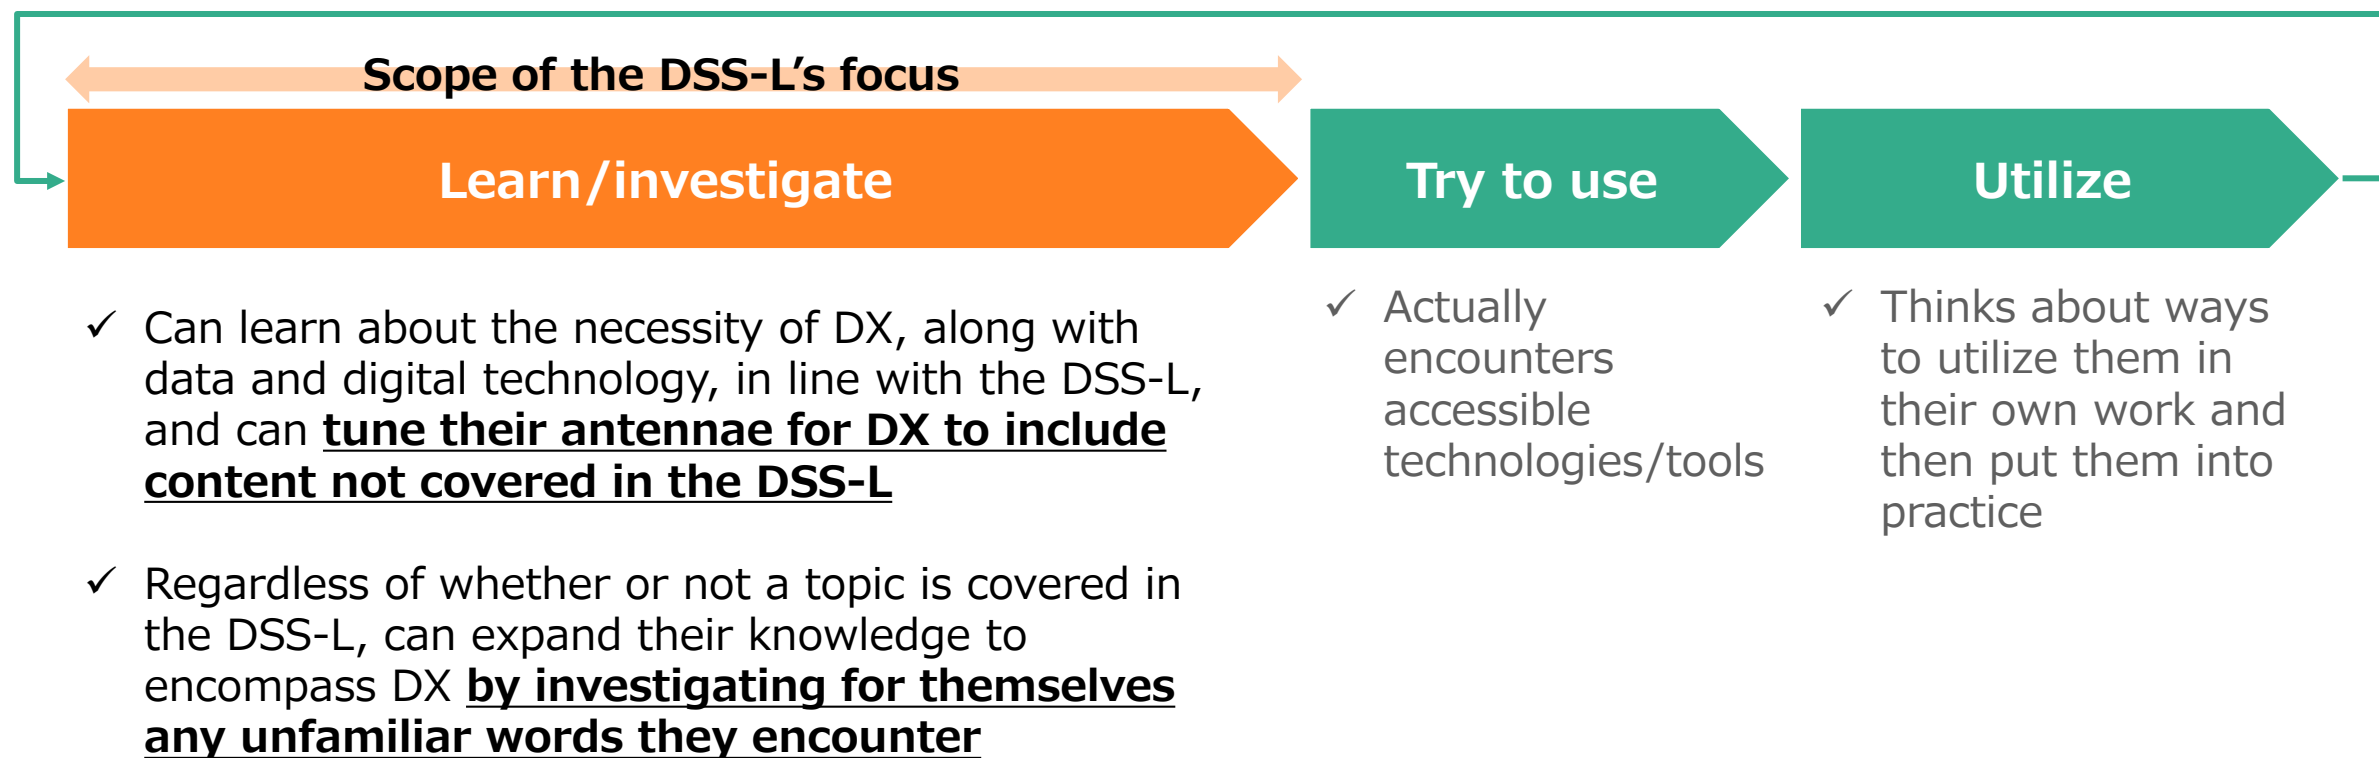 Scope of the DSS-L’s focus
Learn/investigate
Try to use
Utilize
✓ Can learn about the necessity of DX, along with
data and digital technology, in line with the DSS-L,
and can tune their antennae for DX to include
content not covered in the DSS-L
✓ Regardless of whether or not a topic is covered in
the DSS-L, can expand their knowledge to
encompass DX by investigating for themselves
any unfamiliar words they encounter
✓ Actually
encounters
accessible
technologies/tools
✓ Thinks about ways
to utilize them in
their own work and
then put them into
practice